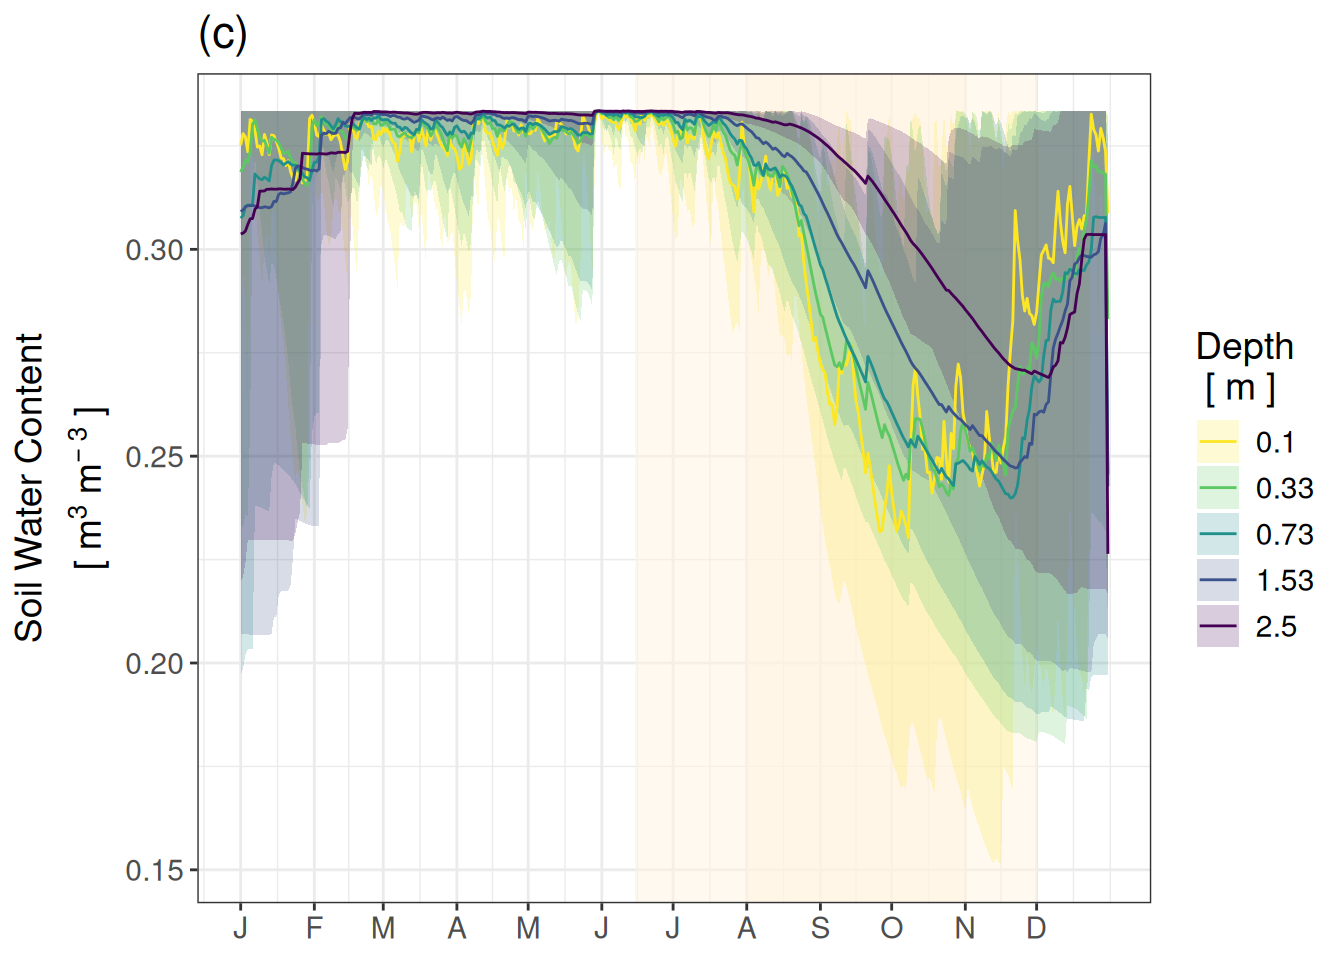 (c)
Soil Water Content
[ m³ m⁻³ ]
0.30
0.25
0.20
0.15
J F M A M J J A S O N D
Depth
[ m ]
0.1
0.33
0.73
1.53
2.5